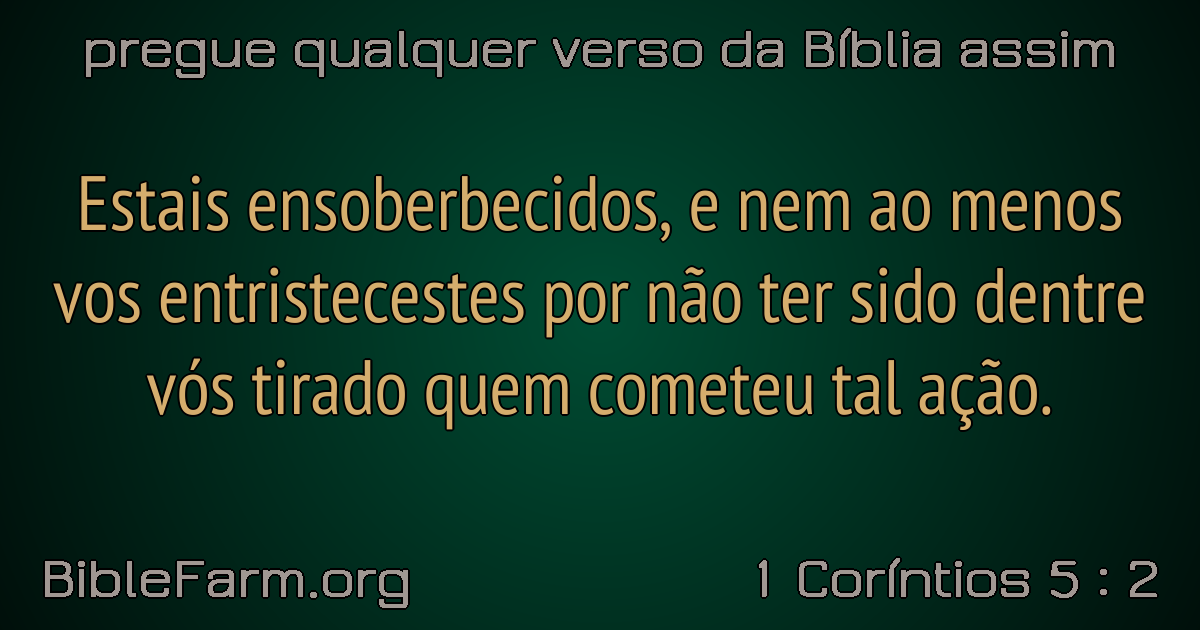 pregue qualquer verso da Bíblia assim
Estais ensoberbecidos, e nem ao menos
vos entristecestes por não ter sido dentre
vós tirado quem cometeu tal ação.
BibleFarm.org
1 Coríntios 5 : 2